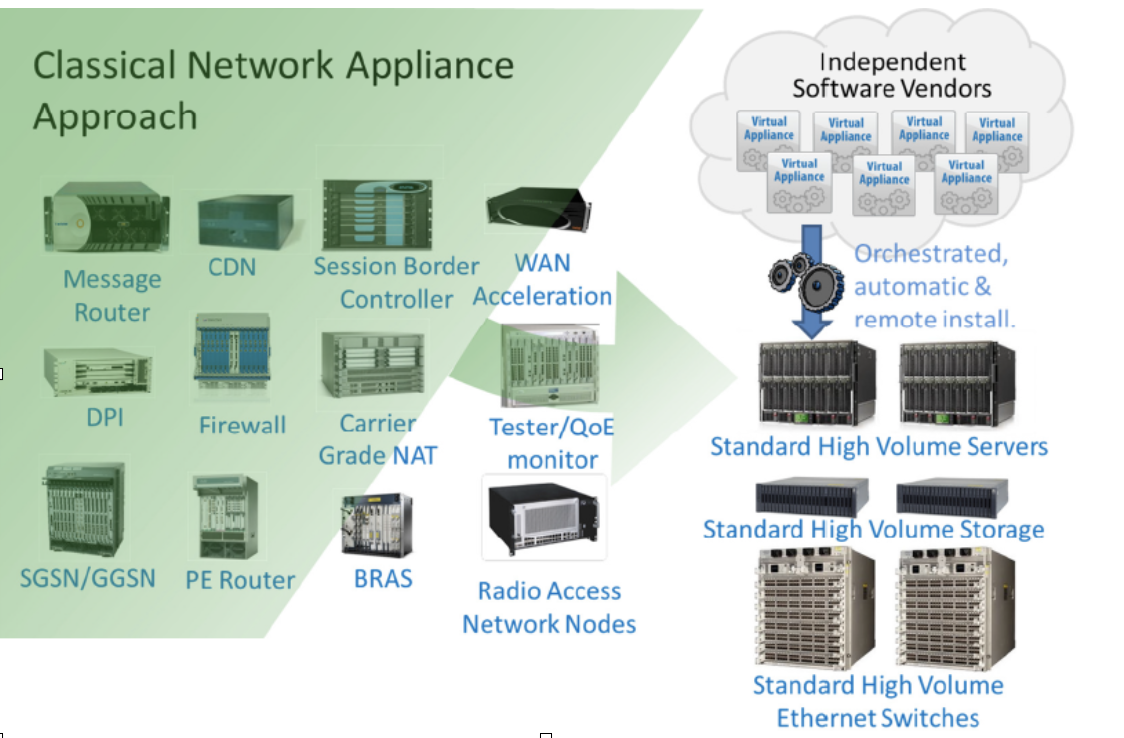 Classical Network Appliance
Approach
Message
Router
CDN
Session Border
Controller
WAN
Acceleration
DPI
Firewall
Carrier
Grade NAT
Tester/QoE
monitor
SGSN/GGSN
PE Router
BRAS
Radio Access
Network Nodes
Independent
Software Vendors
Virtual
Appliance
Virtual
Appliance
Virtual
Appliance
Virtual
Appliance
Virtual
Appliance
Virtual
Appliance
Virtual
Appliance
Orchestrated,
automatic &
remote install.
Standard High Volume Servers
Standard High Volume Storage
Standard High Volume
Ethernet Switches